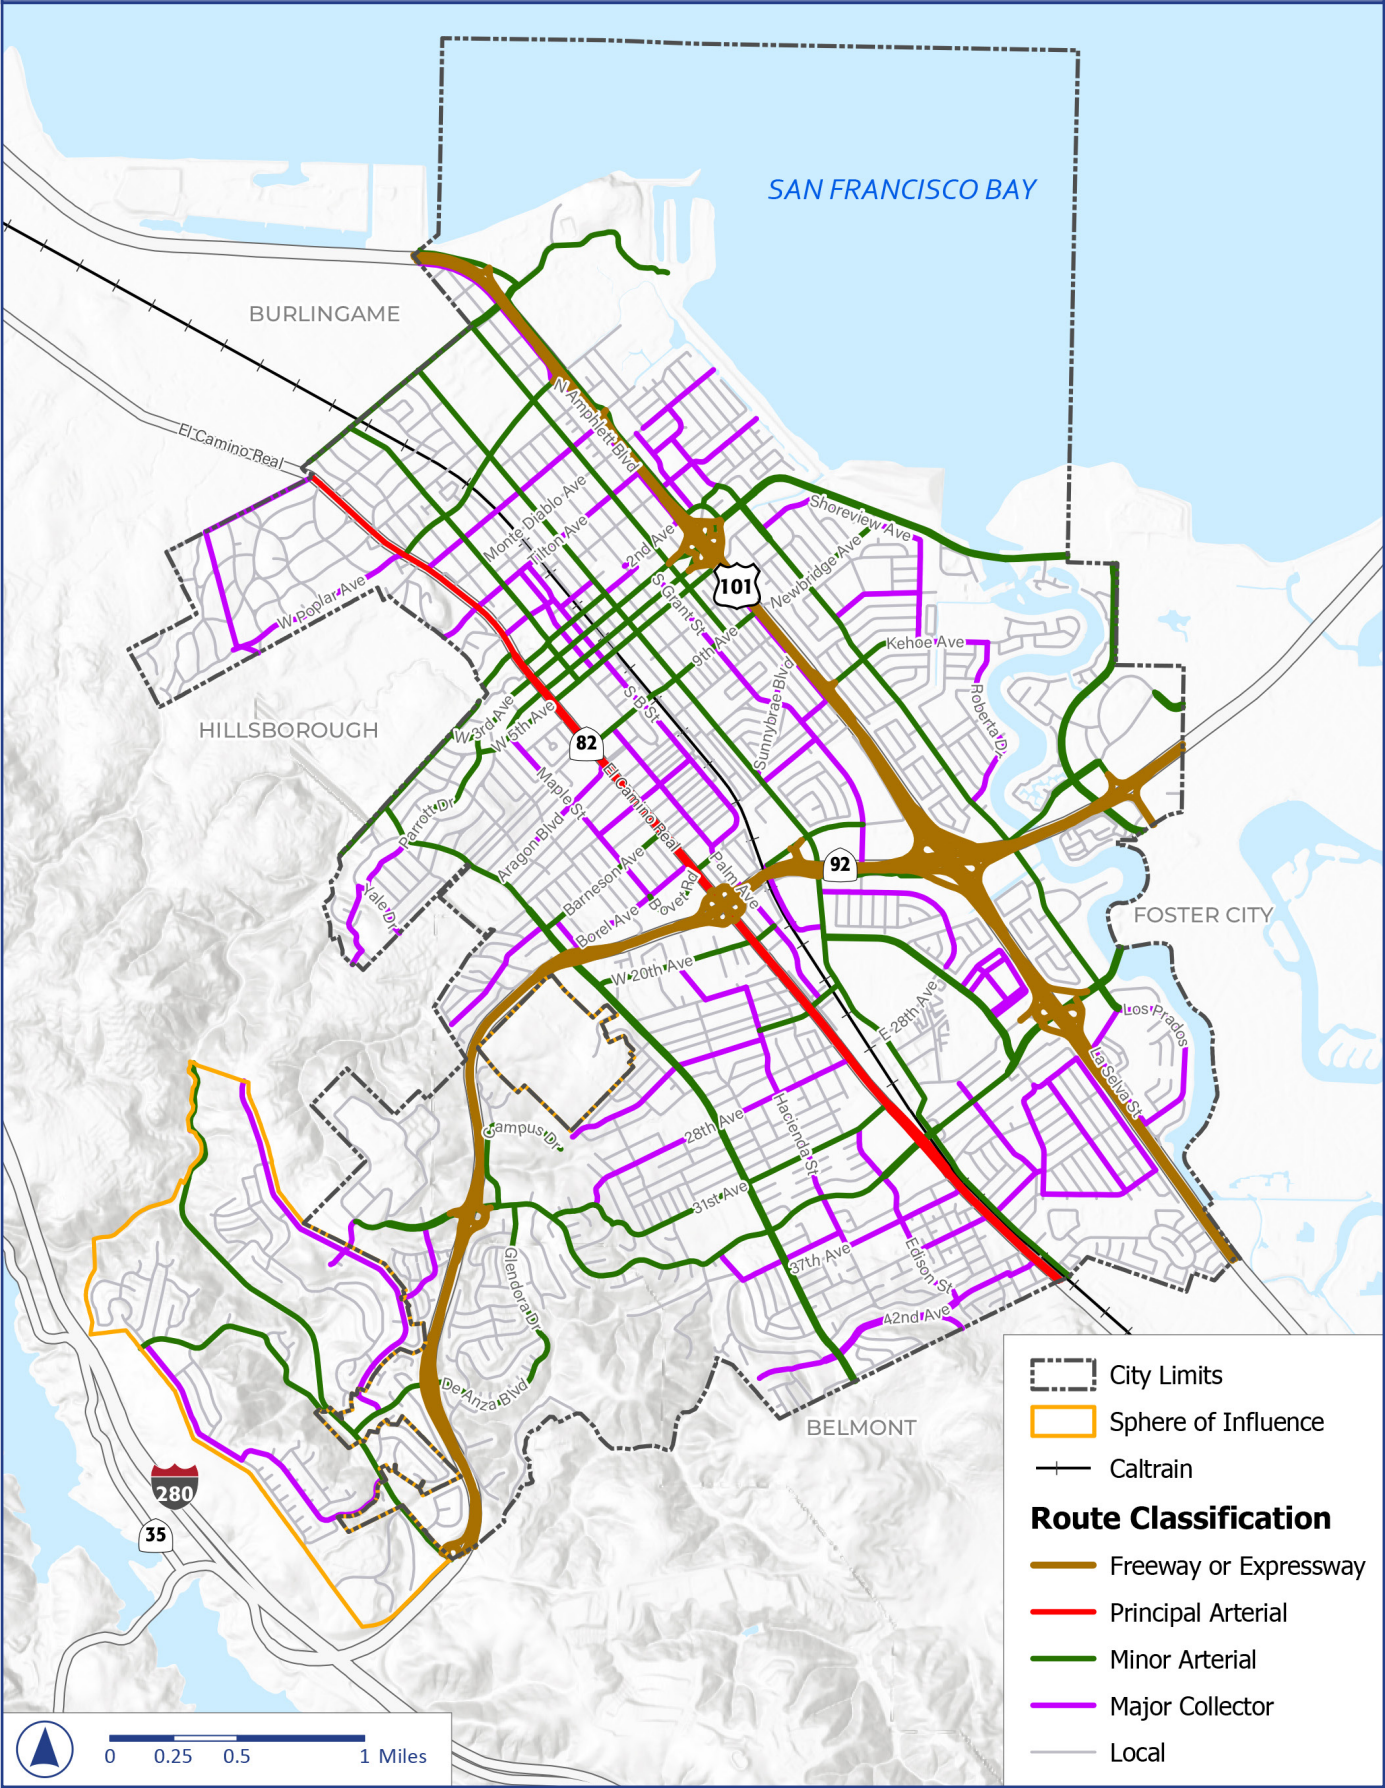 SAN FRANCISCO BAY
BURLINGAME
El Camino Real
N Amphlett Blvd
Monte Diablo Ave
Tilton Ave
2nd Ave
Shoreview Ave
Newbridge Ave
101
W Poplar Ave
S Grant St
9th Ave
Kehoe Ave
Roberta Dr
Sunnybrae Blvd
S B St
HILLSBOROUGH
W 3rd Ave
W 5th Ave
82
El Camino Real
Maple St
Parrott Dr
Aragon Blvd
Barneson Ave
Bovet Rd
Palm Ave
92
Yale Dr
Borel Ave
FOSTER CITY
W 20th Ave
E 28th Ave
Los Prados
La Selva St
Campus Dr
28th Ave
Hacienda St
31st Ave
37th Ave
Edison St
Glendora Dr
42nd Ave
De Anza Blvd
BELMONT
280
35
City Limits
Sphere of Influence
Caltrain
Route Classification
Freeway or Expressway
Principal Arterial
Minor Arterial
Major Collector
Local
0 0.25 0.5 1 Miles